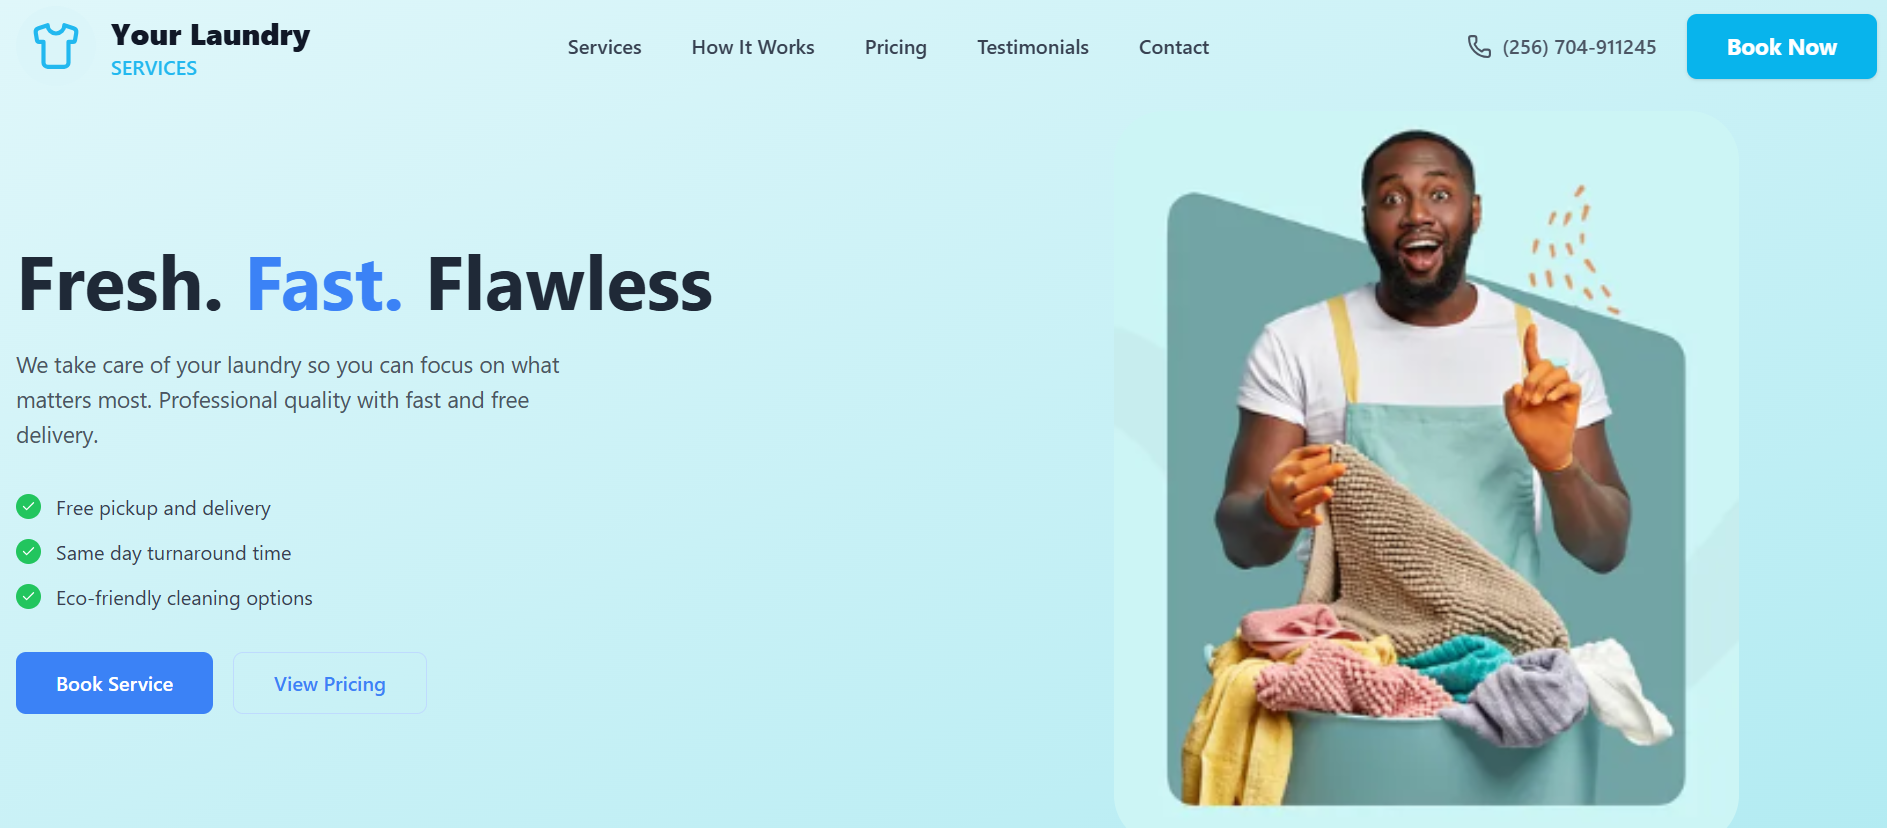 Your Laundry
SERVICES
Services
How It Works
Pricing
Testimonials
Contact
(256) 704-911245
Book Now
Fresh. Fast. Flawless
We take care of your laundry so you can focus on what
matters most. Professional quality with fast and free
delivery.
Free pickup and delivery
Same day turnaround time
Eco-friendly cleaning options
Book Service
View Pricing